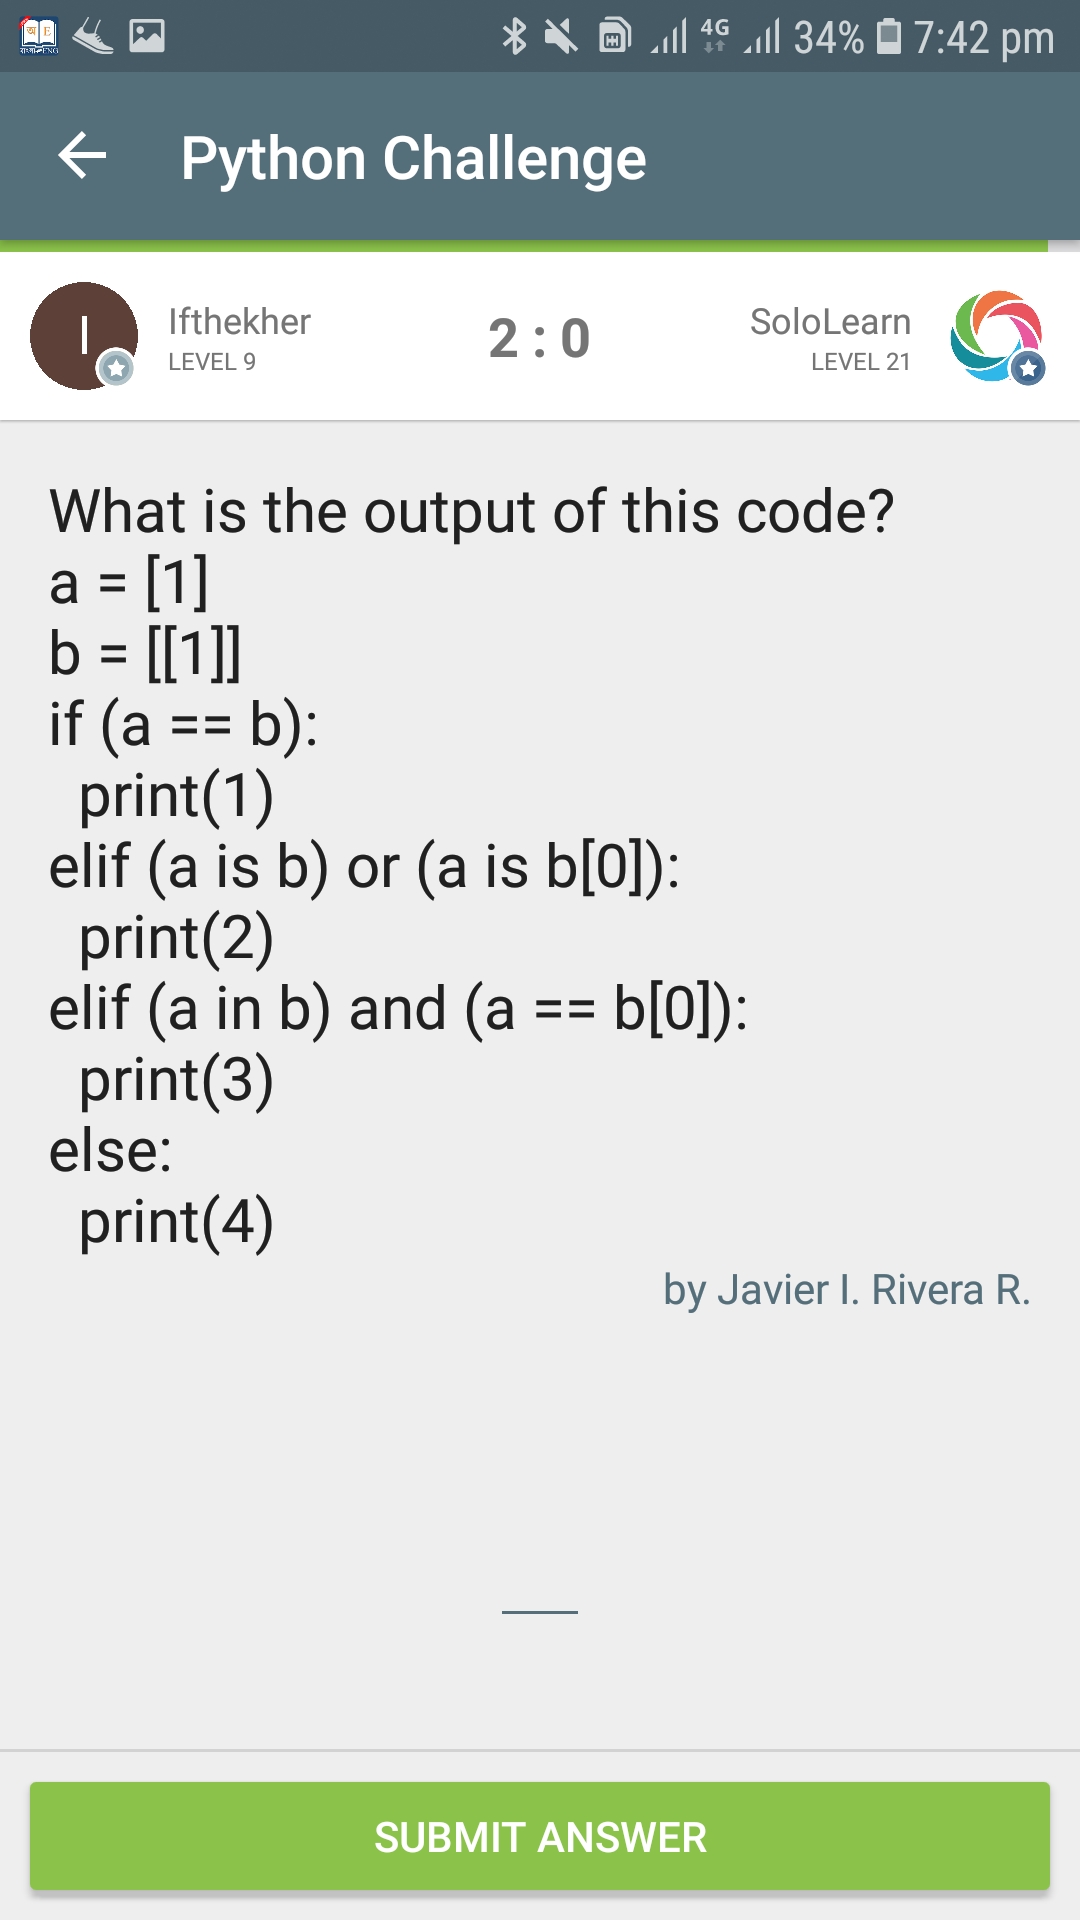 4G 34% 7:42 pm
Python Challenge
I Ifthekher 2 : 0 SoloLearn
LEVEL 9 LEVEL 21
What is the output of this code?
a = [1]
b = [[1]]
if (a == b):
  print(1)
elif (a is b) or (a is b[0]):
  print(2)
elif (a in b) and (a == b[0]):
  print(3)
else:
  print(4)
by Javier I. Rivera R.
SUBMIT ANSWER